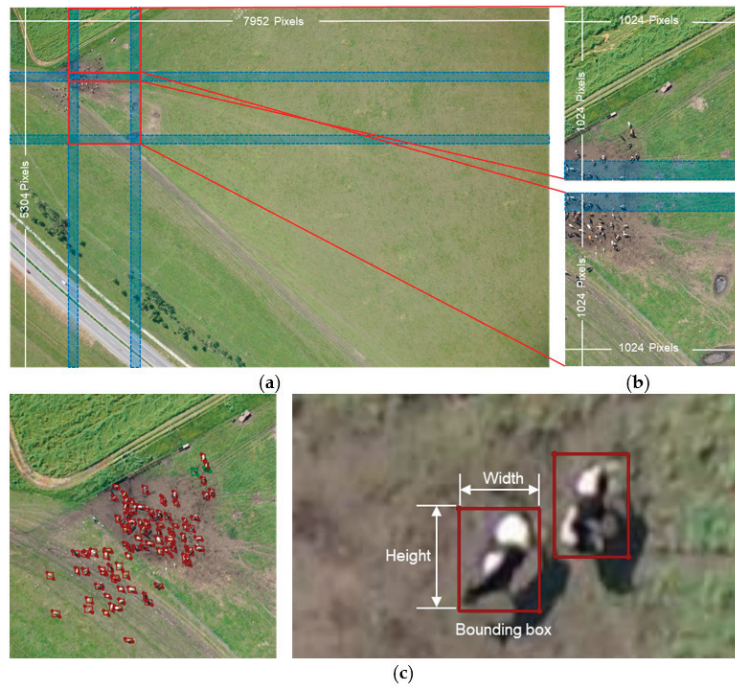 7952 Pixels
5304 Pixels
(a)
1024 Pixels
1024 Pixels
1024 Pixels
1024 Pixels
(b)
Width
Height
Bounding box
(c)